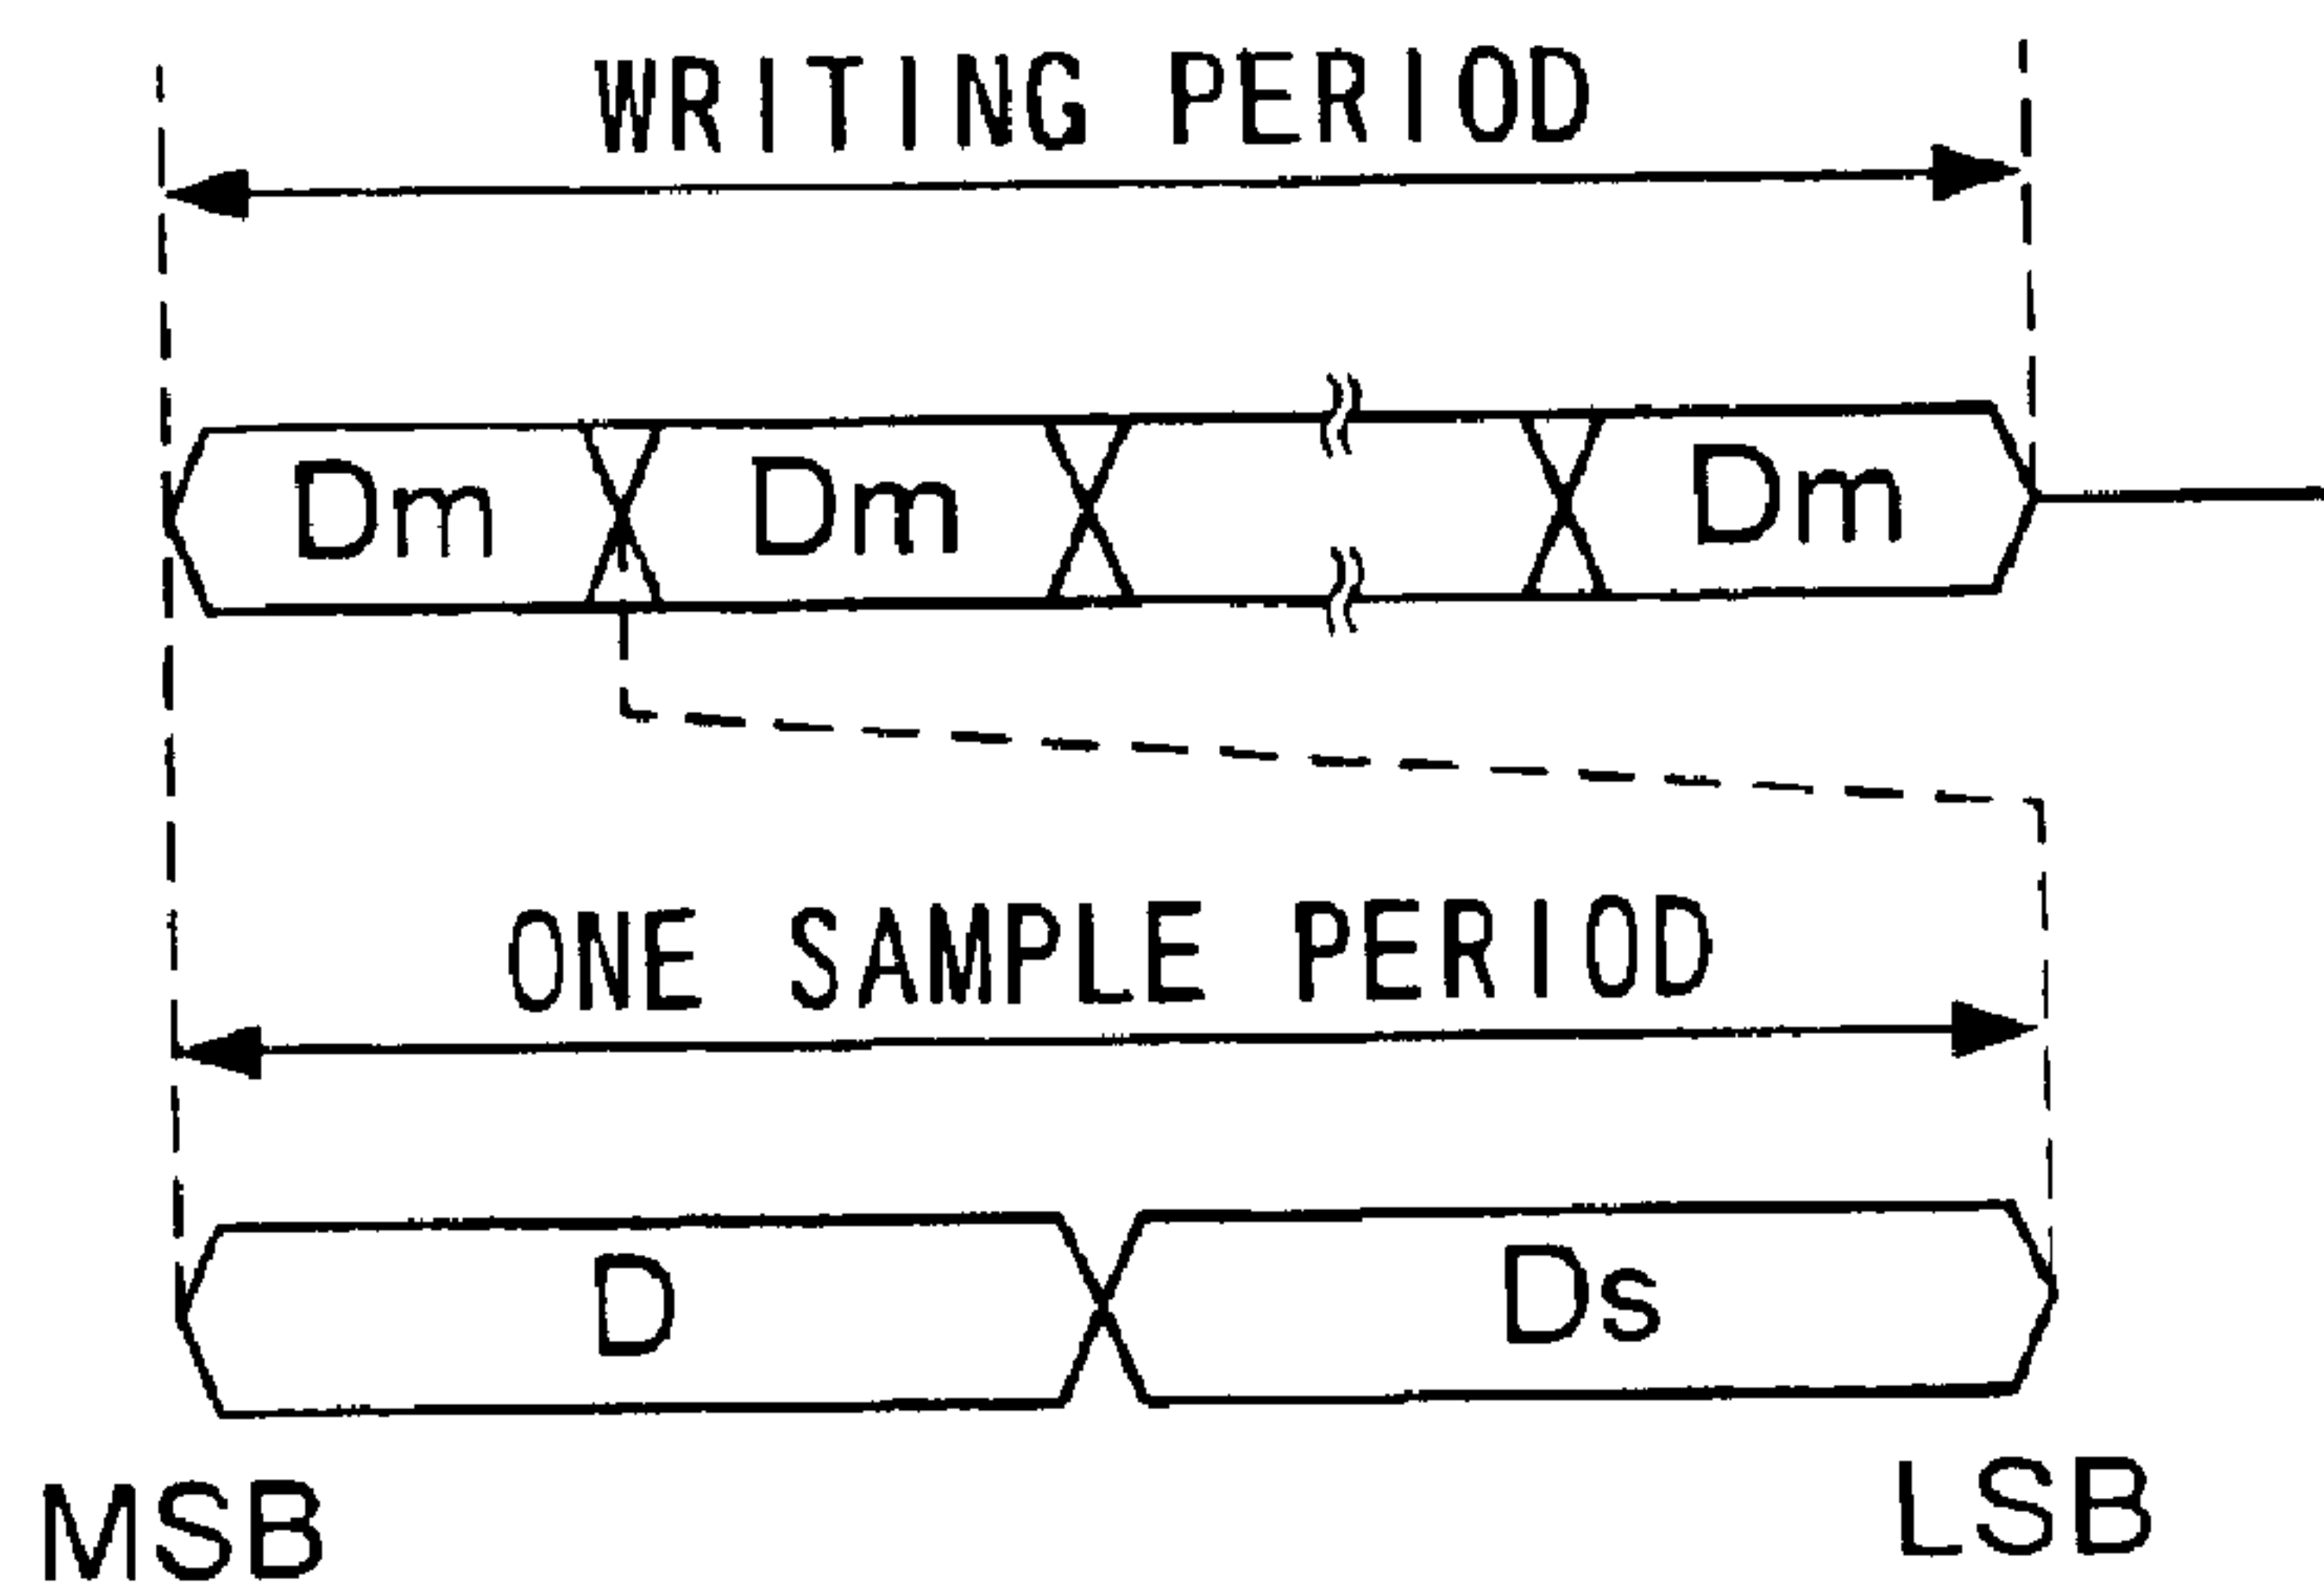 WRITING PERIOD
Dm Dm Dm
ONE SAMPLE PERIOD
D Ds
MSB LSB